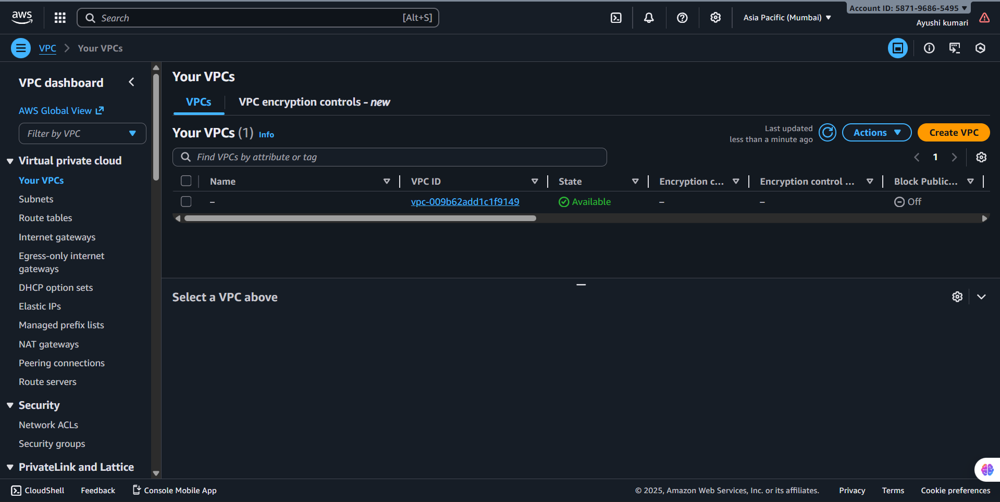 aws
Search
[Alt+S]
Asia Pacific (Mumbai)
Account ID: 5871-9686-5495
Ayushi kumari
VPC
Your VPCs
VPC dashboard
AWS Global View
Filter by VPC
Virtual private cloud
Your VPCs
Subnets
Route tables
Internet gateways
Egress-only internet
gateways
DHCP option sets
Elastic IPs
Managed prefix lists
NAT gateways
Peering connections
Route servers
Security
Network ACLs
Security groups
PrivateLink and Lattice
Your VPCs
VPCs
VPC encryption controls - new
Your VPCs (1) Info
Last updated
less than a minute ago
Actions
Create VPC
Find VPCs by attribute or tag
1
Name VPC ID State Encryption c... Encryption control ... Block Public...
– vpc-009b62add1c1f9149 Available – – Off
Select a VPC above
CloudShell Feedback Console Mobile App © 2025, Amazon Web Services, Inc. or its affiliates. Privacy Terms Cookie preferences